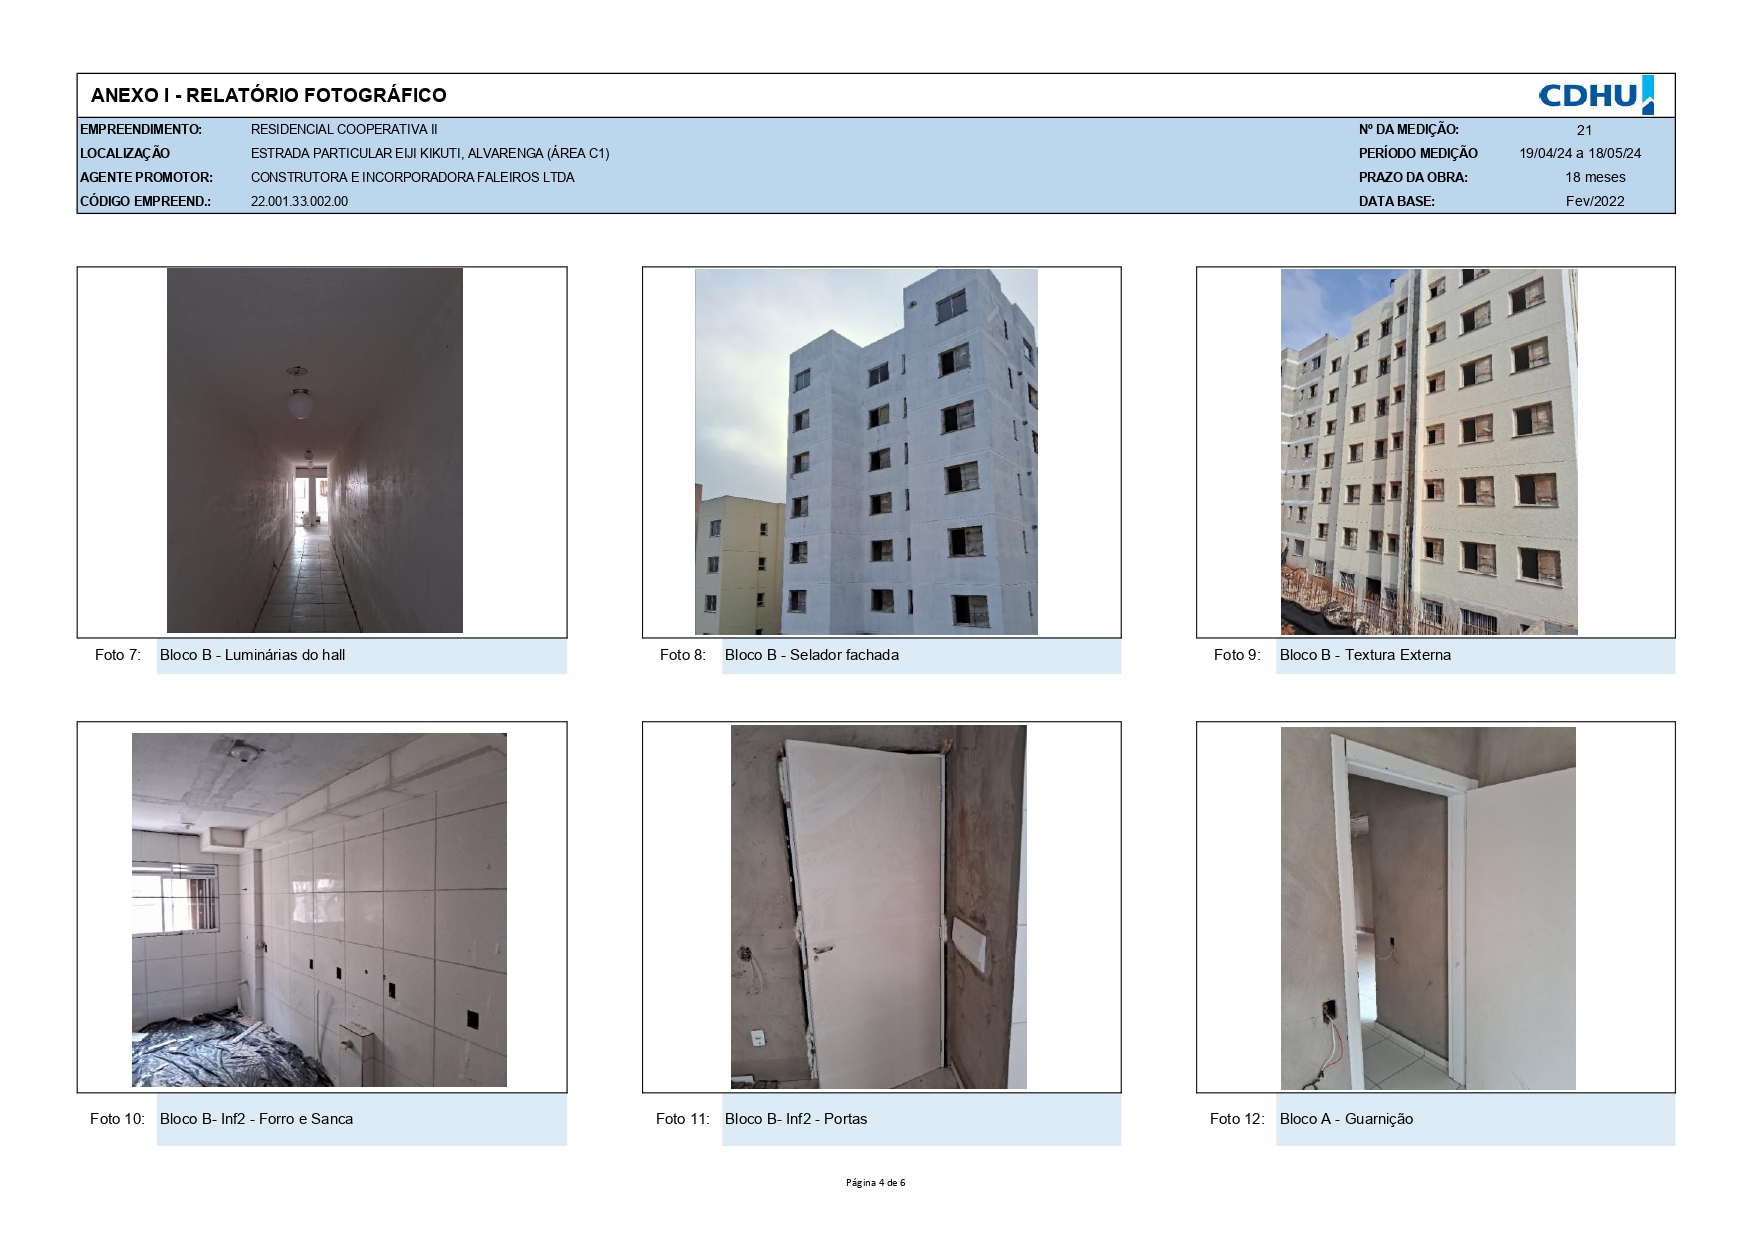 ANEXO I - RELATÓRIO FOTOGRÁFICO
CDHU
EMPREENDIMENTO: RESIDENCIAL COOPERATIVA II Nº DA MEDIÇÃO: 21
LOCALIZAÇÃO ESTRADA PARTICULAR EIJI KIKUTI, ALVARENGA (ÁREA C1) PERÍODO MEDIÇÃO 19/04/24 a 18/05/24
AGENTE PROMOTOR: CONSTRUTORA E INCORPORADORA FALEIROS LTDA PRAZO DA OBRA: 18 meses
CÓDIGO EMPREEND.: 22.001.33.002.00 DATA BASE: Fev/2022
Foto 7: Bloco B - Luminárias do hall
Foto 8: Bloco B - Selador fachada
Foto 9: Bloco B - Textura Externa
Foto 10: Bloco B- Inf2 - Forro e Sanca
Foto 11: Bloco B- Inf2 - Portas
Foto 12: Bloco A - Guarnição
Página 4 de 6